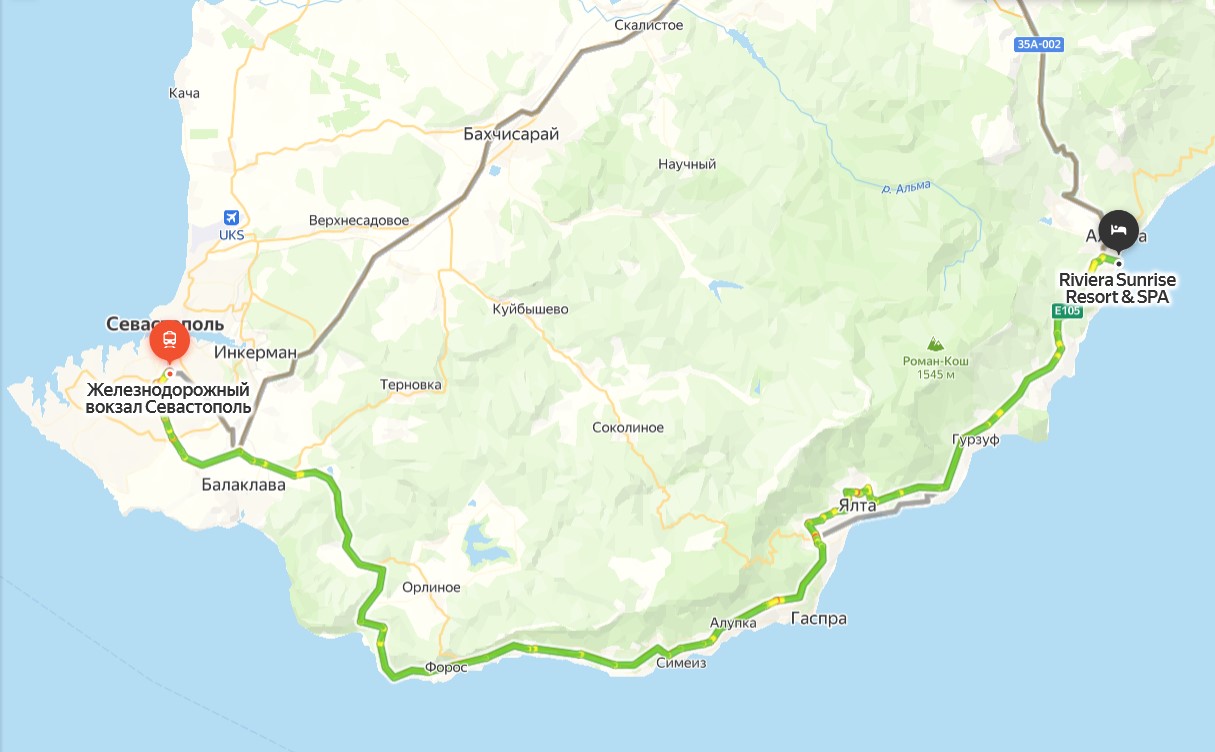 Скалистое
35А-002
Кача
Бахчисарай
Научный
р. Альма
Верхнесадовое
UKS
Riviera Sunrise
Resort & SPA
Куйбышево
E105
Севастополь
Инкерман
Роман-Кош
1545 м
Терновка
Железнодорожный
вокзал Севастополь
Соколиное
Гурзуф
Балаклава
Ялта
Орлиное
Алупка
Гаспра
Форос
Симеиз